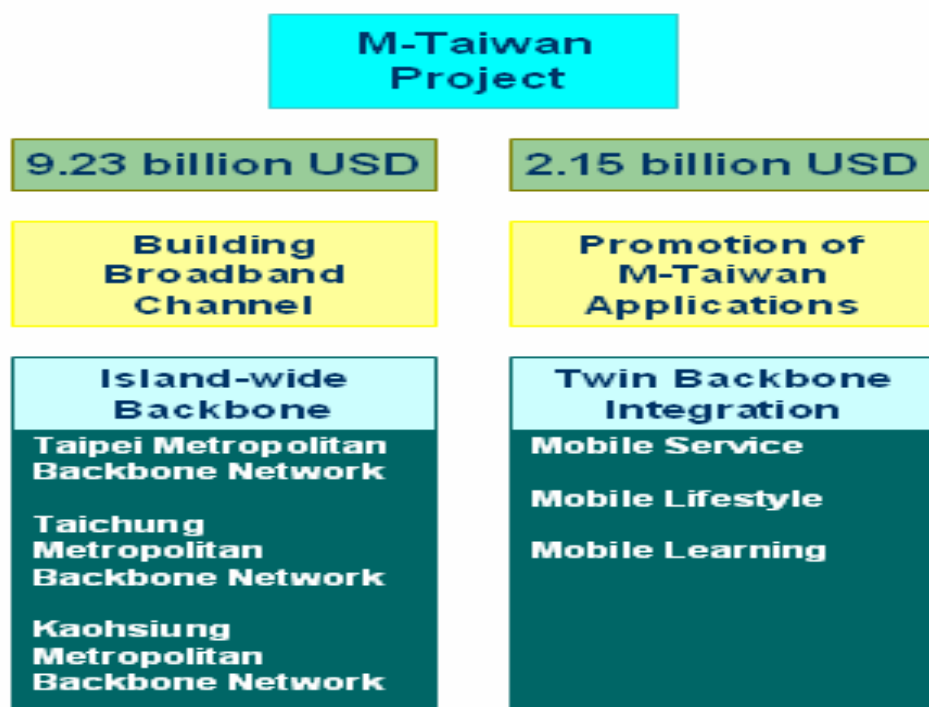 M-Taiwan
Project
9.23 billion USD
Building
Broadband
Channel
Island-wide
Backbone
Taipei Metropolitan
Backbone Network
Taichung
Metropolitan
Backbone Network
Kaohsiung
Metropolitan
Backbone Network
2.15 billion USD
Promotion of
M-Taiwan
Applications
Twin Backbone
Integration
Mobile Service
Mobile Lifestyle
Mobile Learning